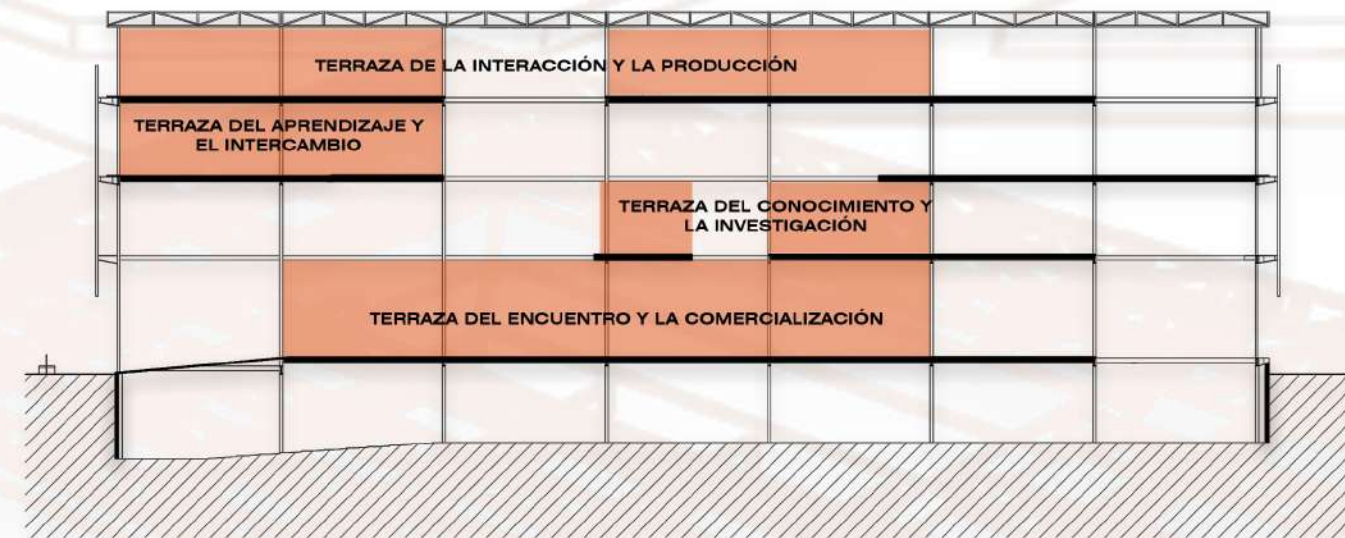 TERRAZA DE LA INTERACCIÓN Y LA PRODUCCIÓN
TERRAZA DEL APRENDIZAJE Y
EL INTERCAMBIO
TERRAZA DEL CONOCIMIENTO Y
LA INVESTIGACIÓN
TERRAZA DEL ENCUENTRO Y LA COMERCIALIZACIÓN